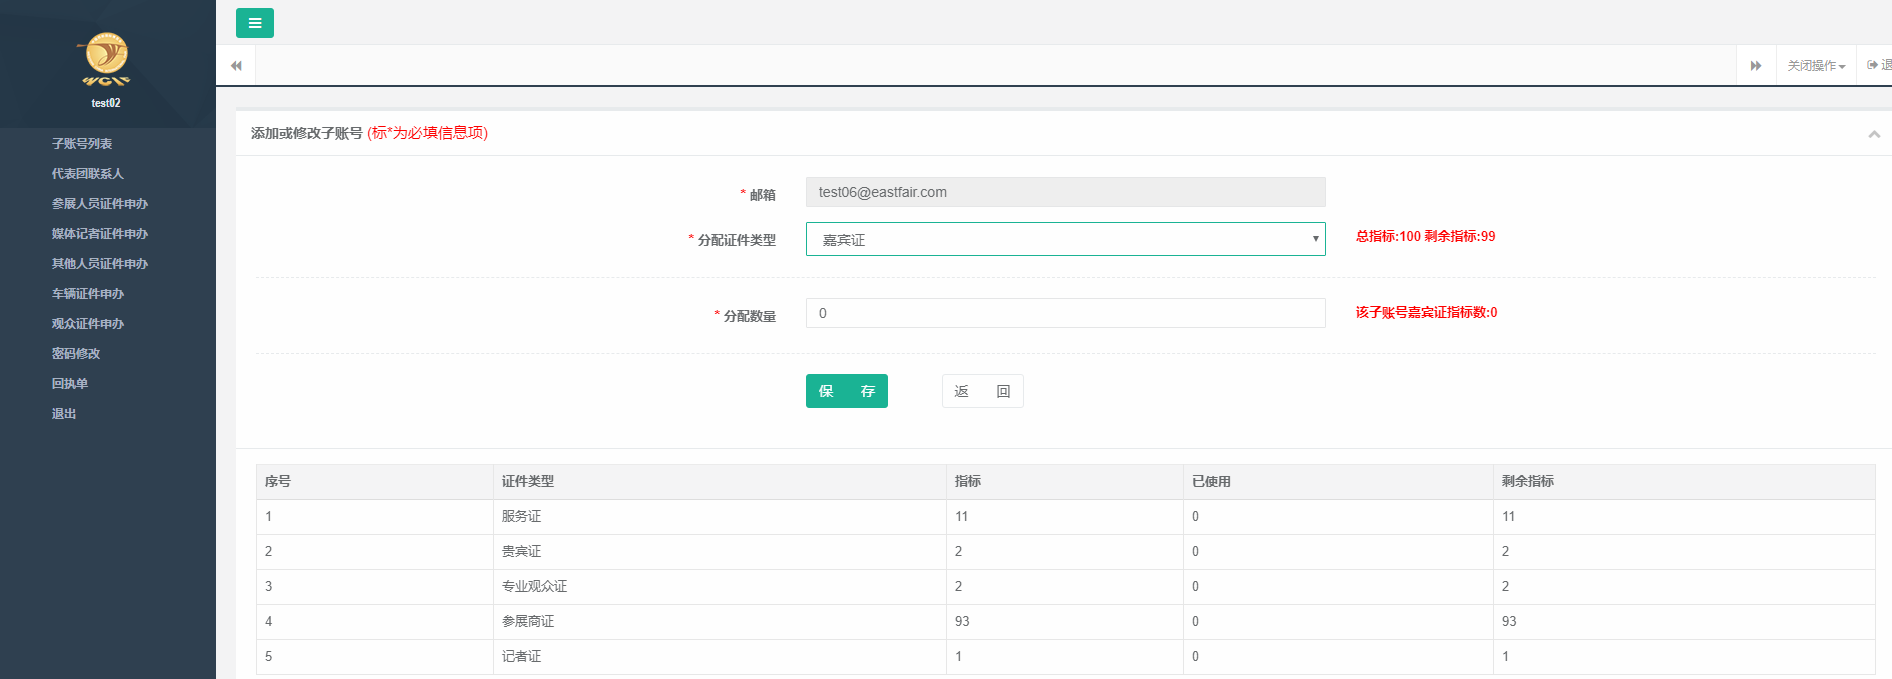 WGIF
test02
子账号列表
代表团联系人
参展人员证件申办
媒体记者证件申办
其他人员证件申办
车辆证件申办
观众证件申办
密码修改
回执单
退出
关闭操作
退
添加或修改子账号 (标*为必填信息项)
* 邮箱 test06@eastfair.com
* 分配证件类型 嘉宾证 总指标:100 剩余指标:99
* 分配数量 0 该子账号嘉宾证指标数:0
保 存 返 回
序号 证件类型 指标 已使用 剩余指标
1 服务证 11 0 11
2 贵宾证 2 0 2
3 专业观众证 2 0 2
4 参展商证 93 0 93
5 记者证 1 0 1